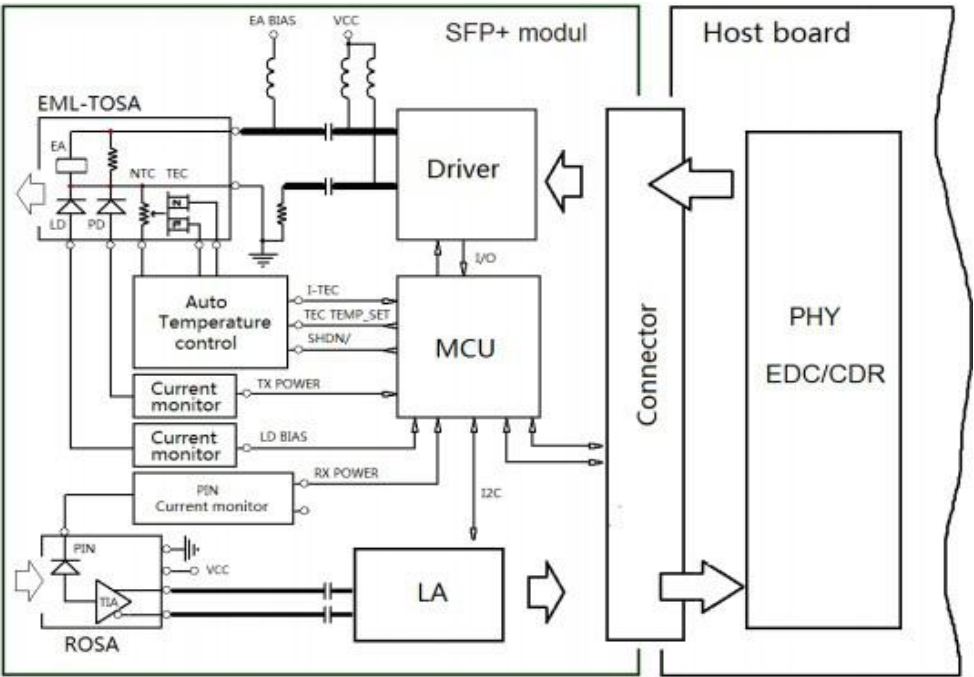 EA BIAS
VCC
SFP+ modul
Host board
EML-TOSA
EA
NTC TEC
LD
PD
N
P
Driver
I/O
Auto
Temperature
control
I-TEC
TEC TEMP_SET
SHDN/
MCU
Connector
PHY
EDC/CDR
Current
monitor
TX POWER
Current
monitor
LD BIAS
PIN
Current monitor
RX POWER
I2C
PIN
VCC
TIA
ROSA
LA